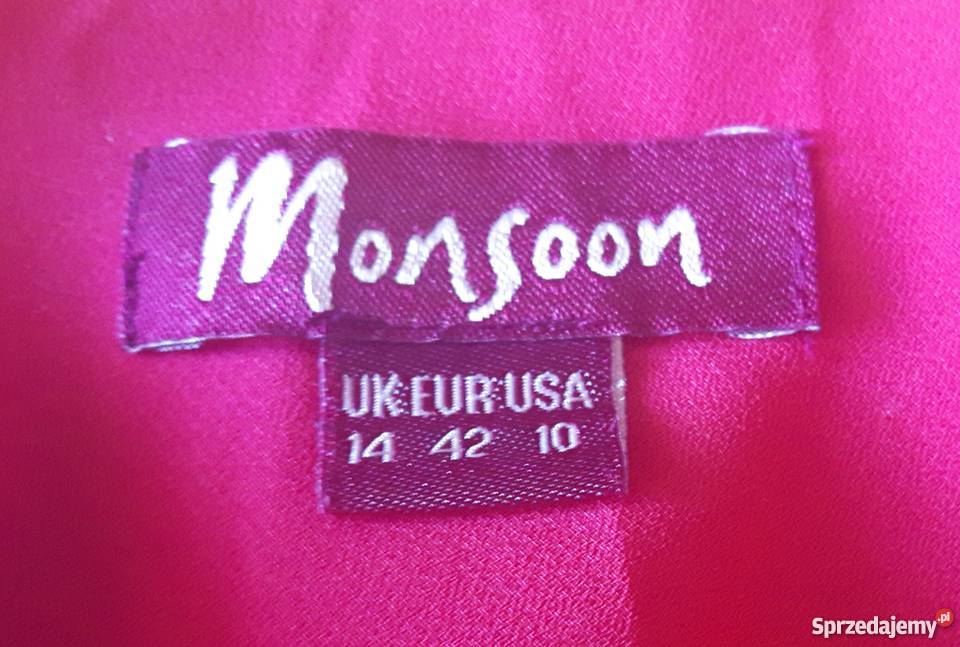 Monsoon
UK EUR USA
14 42 10
Sprzedajemy.pl